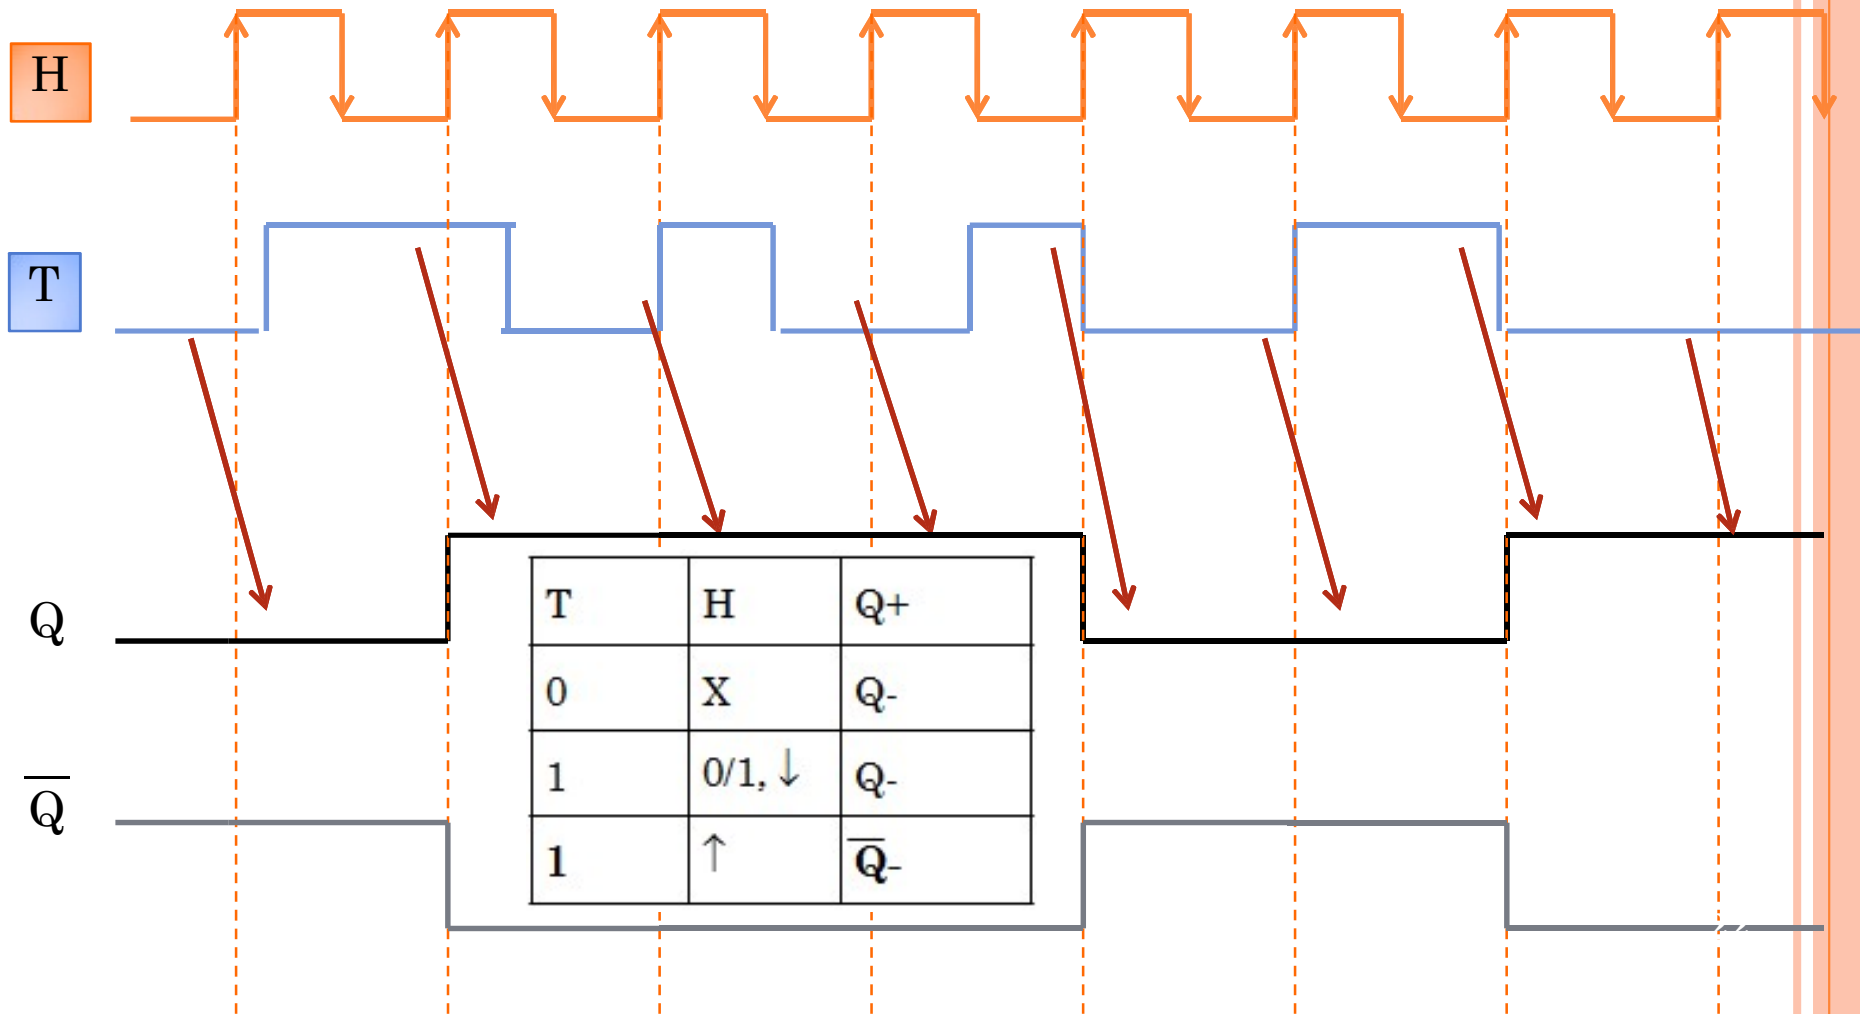 H
T
Q
T H Q+
0 X Q-
1 0/1, ↓ Q-
1 ↑ Q̅-
Q̅